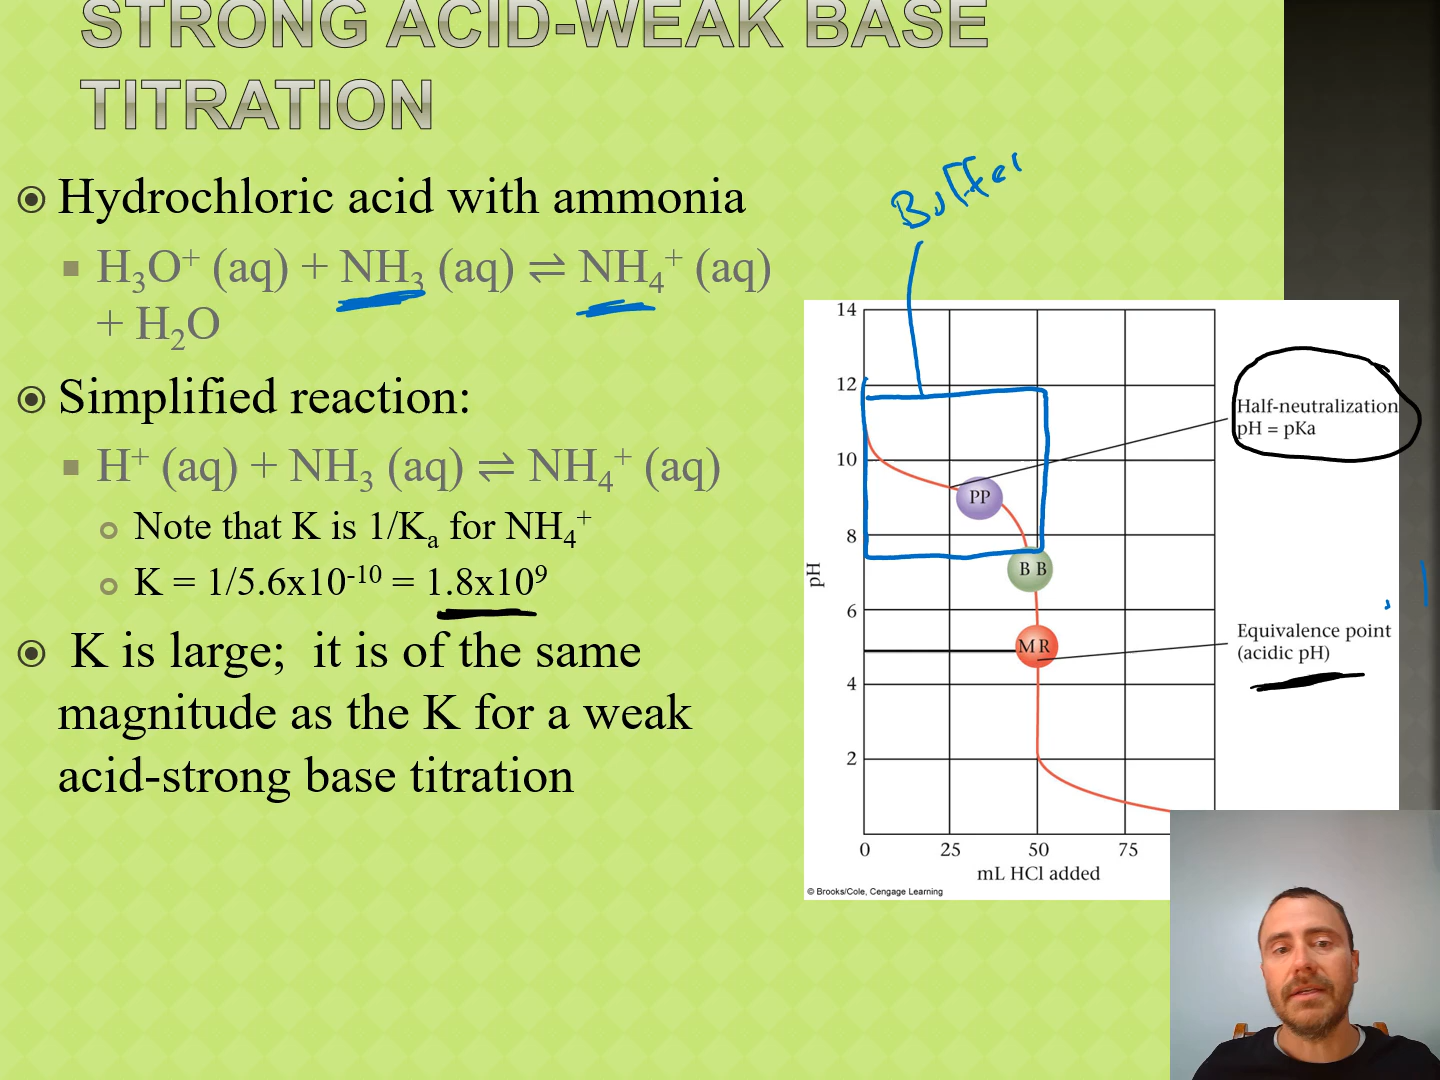 STRONG ACID-WEAK BASE
TITRATION
Hydrochloric acid with ammonia
H₃O⁺ (aq) + NH₃ (aq) ⇌ NH₄⁺ (aq)
+ H₂O
Simplified reaction:
H⁺ (aq) + NH₃ (aq) ⇌ NH₄⁺ (aq)
Note that K is 1/Kₐ for NH₄⁺
K = 1/5.6x10⁻¹⁰ = 1.8x10⁹
K is large; it is of the same
magnitude as the K for a weak
acid-strong base titration
Buffer
14
12
10
8
6
4
2
pH
0 25 50 75
mL HCl added
PP
B B
MR
Half-neutralization
pH = pKa
Equivalence point
(acidic pH)
© Brooks/Cole, Cengage Learning